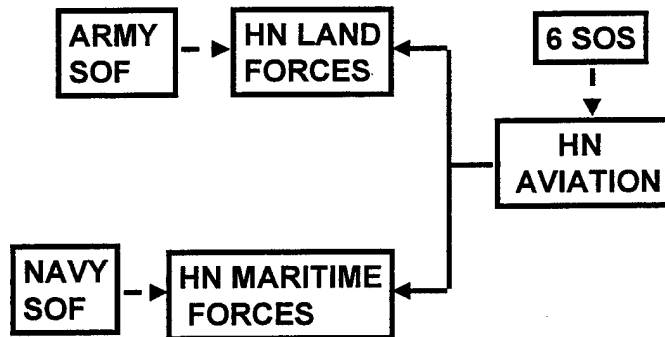 ARMY
SOF
HN LAND
FORCES
6 SOS
HN
AVIATION
NAVY
SOF
HN MARITIME
FORCES